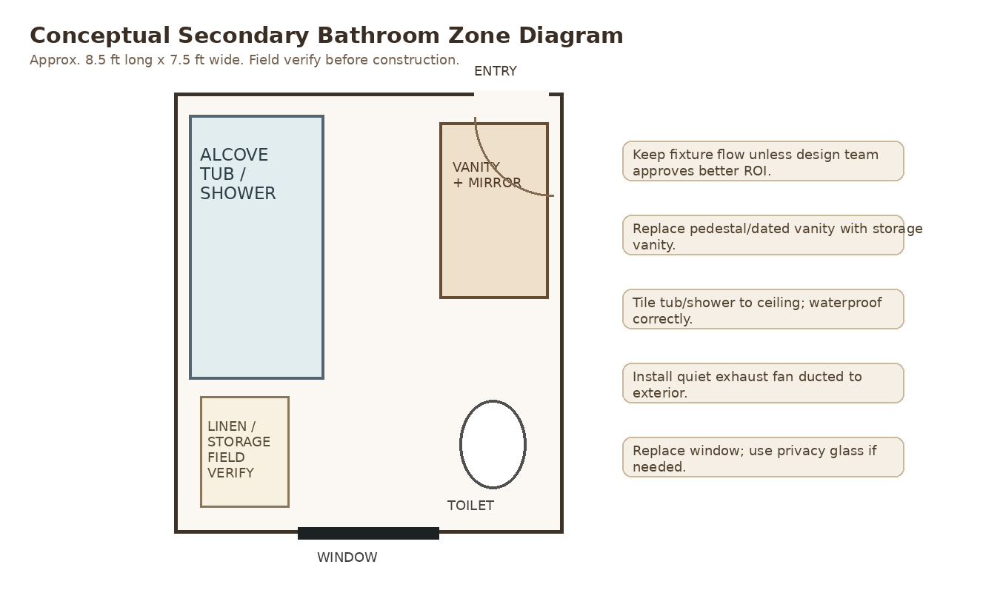 Conceptual Secondary Bathroom Zone Diagram
Approx. 8.5 ft long x 7.5 ft wide. Field verify before construction.
ENTRY
ALCOVE
TUB /
SHOWER
VANITY
+ MIRROR
LINEN /
STORAGE
FIELD
VERIFY
TOILET
WINDOW
Keep fixture flow unless design team
approves better ROI.
Replace pedestal/dated vanity with storage
vanity.
Tile tub/shower to ceiling; waterproof
correctly.
Install quiet exhaust fan ducted to
exterior.
Replace window; use privacy glass if
needed.